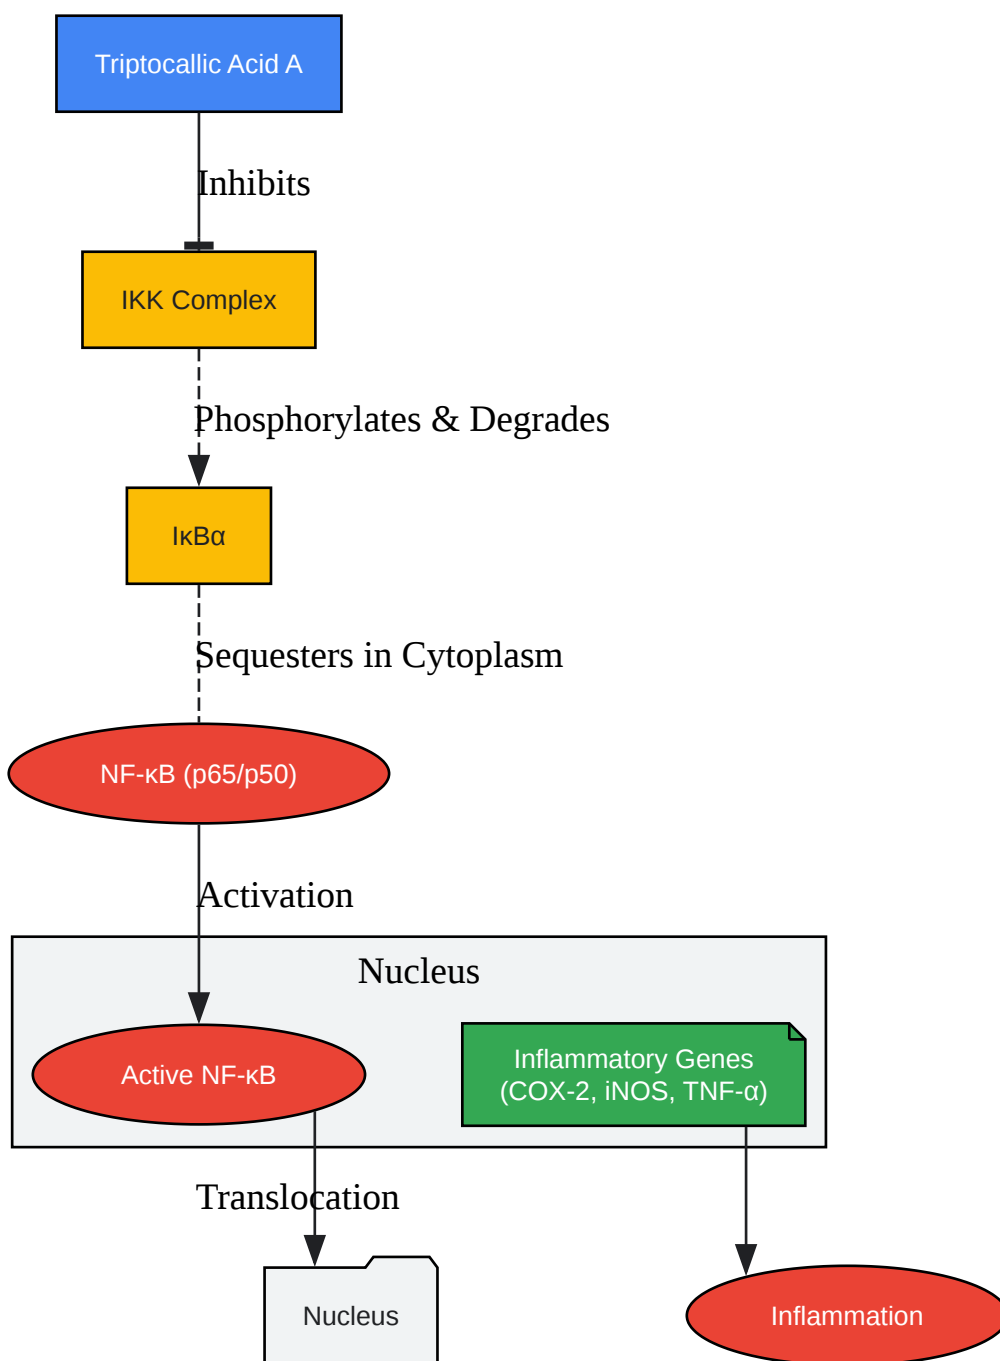 Triptocallic Acid A
Inhibits
IKK Complex
Phosphorylates & Degrades
IκBα
Sequesters in Cytoplasm
NF-κB (p65/p50)
Activation
Nucleus
Active NF-κB
Inflammatory Genes
(COX-2, iNOS, TNF-α)
Translocation
Nucleus
Inflammation